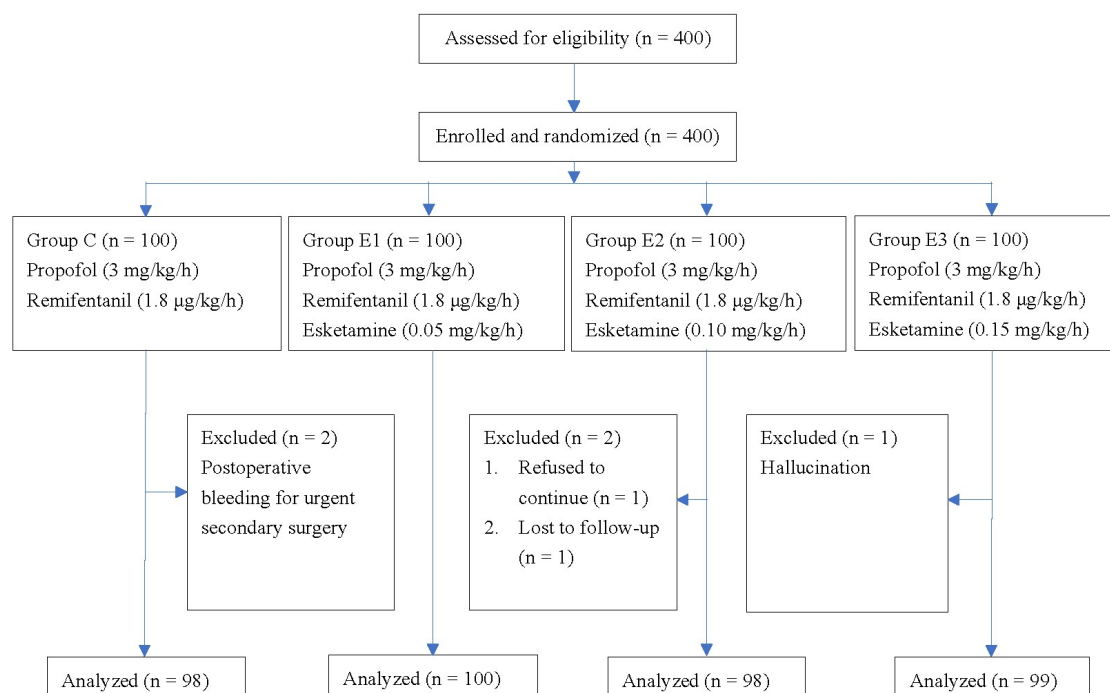 Assessed for eligibility (n = 400)
Enrolled and randomized (n = 400)
Group C (n = 100)
Propofol (3 mg/kg/h)
Remifentanil (1.8 μg/kg/h)
Group E1 (n = 100)
Propofol (3 mg/kg/h)
Remifentanil (1.8 μg/kg/h)
Esketamine (0.05 mg/kg/h)
Group E2 (n = 100)
Propofol (3 mg/kg/h)
Remifentanil (1.8 μg/kg/h)
Esketamine (0.10 mg/kg/h)
Group E3 (n = 100)
Propofol (3 mg/kg/h)
Remifentanil (1.8 μg/kg/h)
Esketamine (0.15 mg/kg/h)
Excluded (n = 2)
Postoperative
bleeding for urgent
secondary surgery
Excluded (n = 2)
1. Refused to
continue (n = 1)
2. Lost to follow-up
(n = 1)
Excluded (n = 1)
Hallucination
Analyzed (n = 98)
Analyzed (n = 100)
Analyzed (n = 98)
Analyzed (n = 99)